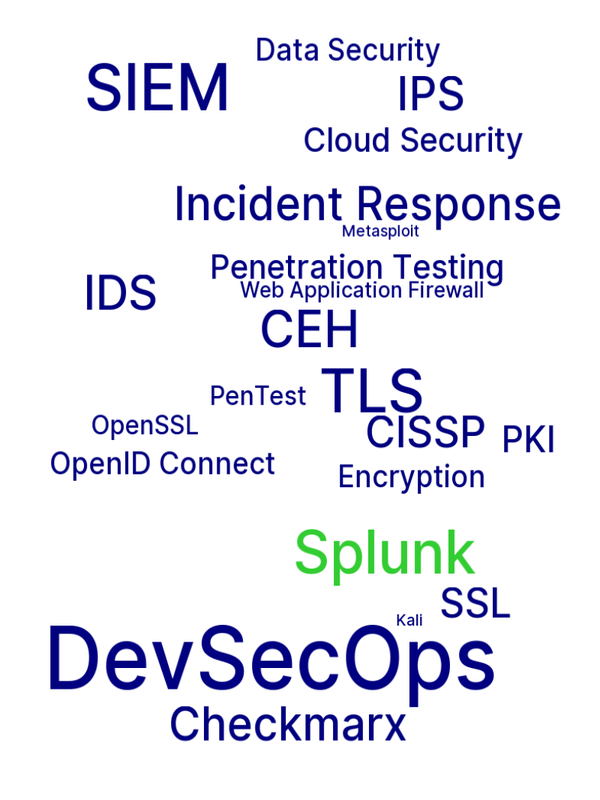 Data Security
SIEM
IPS
Cloud Security
Incident Response
Metasploit
Penetration Testing
IDS
Web Application Firewall
CEH
TLS
PenTest
OpenSSL
CISSP
PKI
OpenID Connect
Encryption
Splunk
SSL
Kali
DevSecOps
Checkmarx